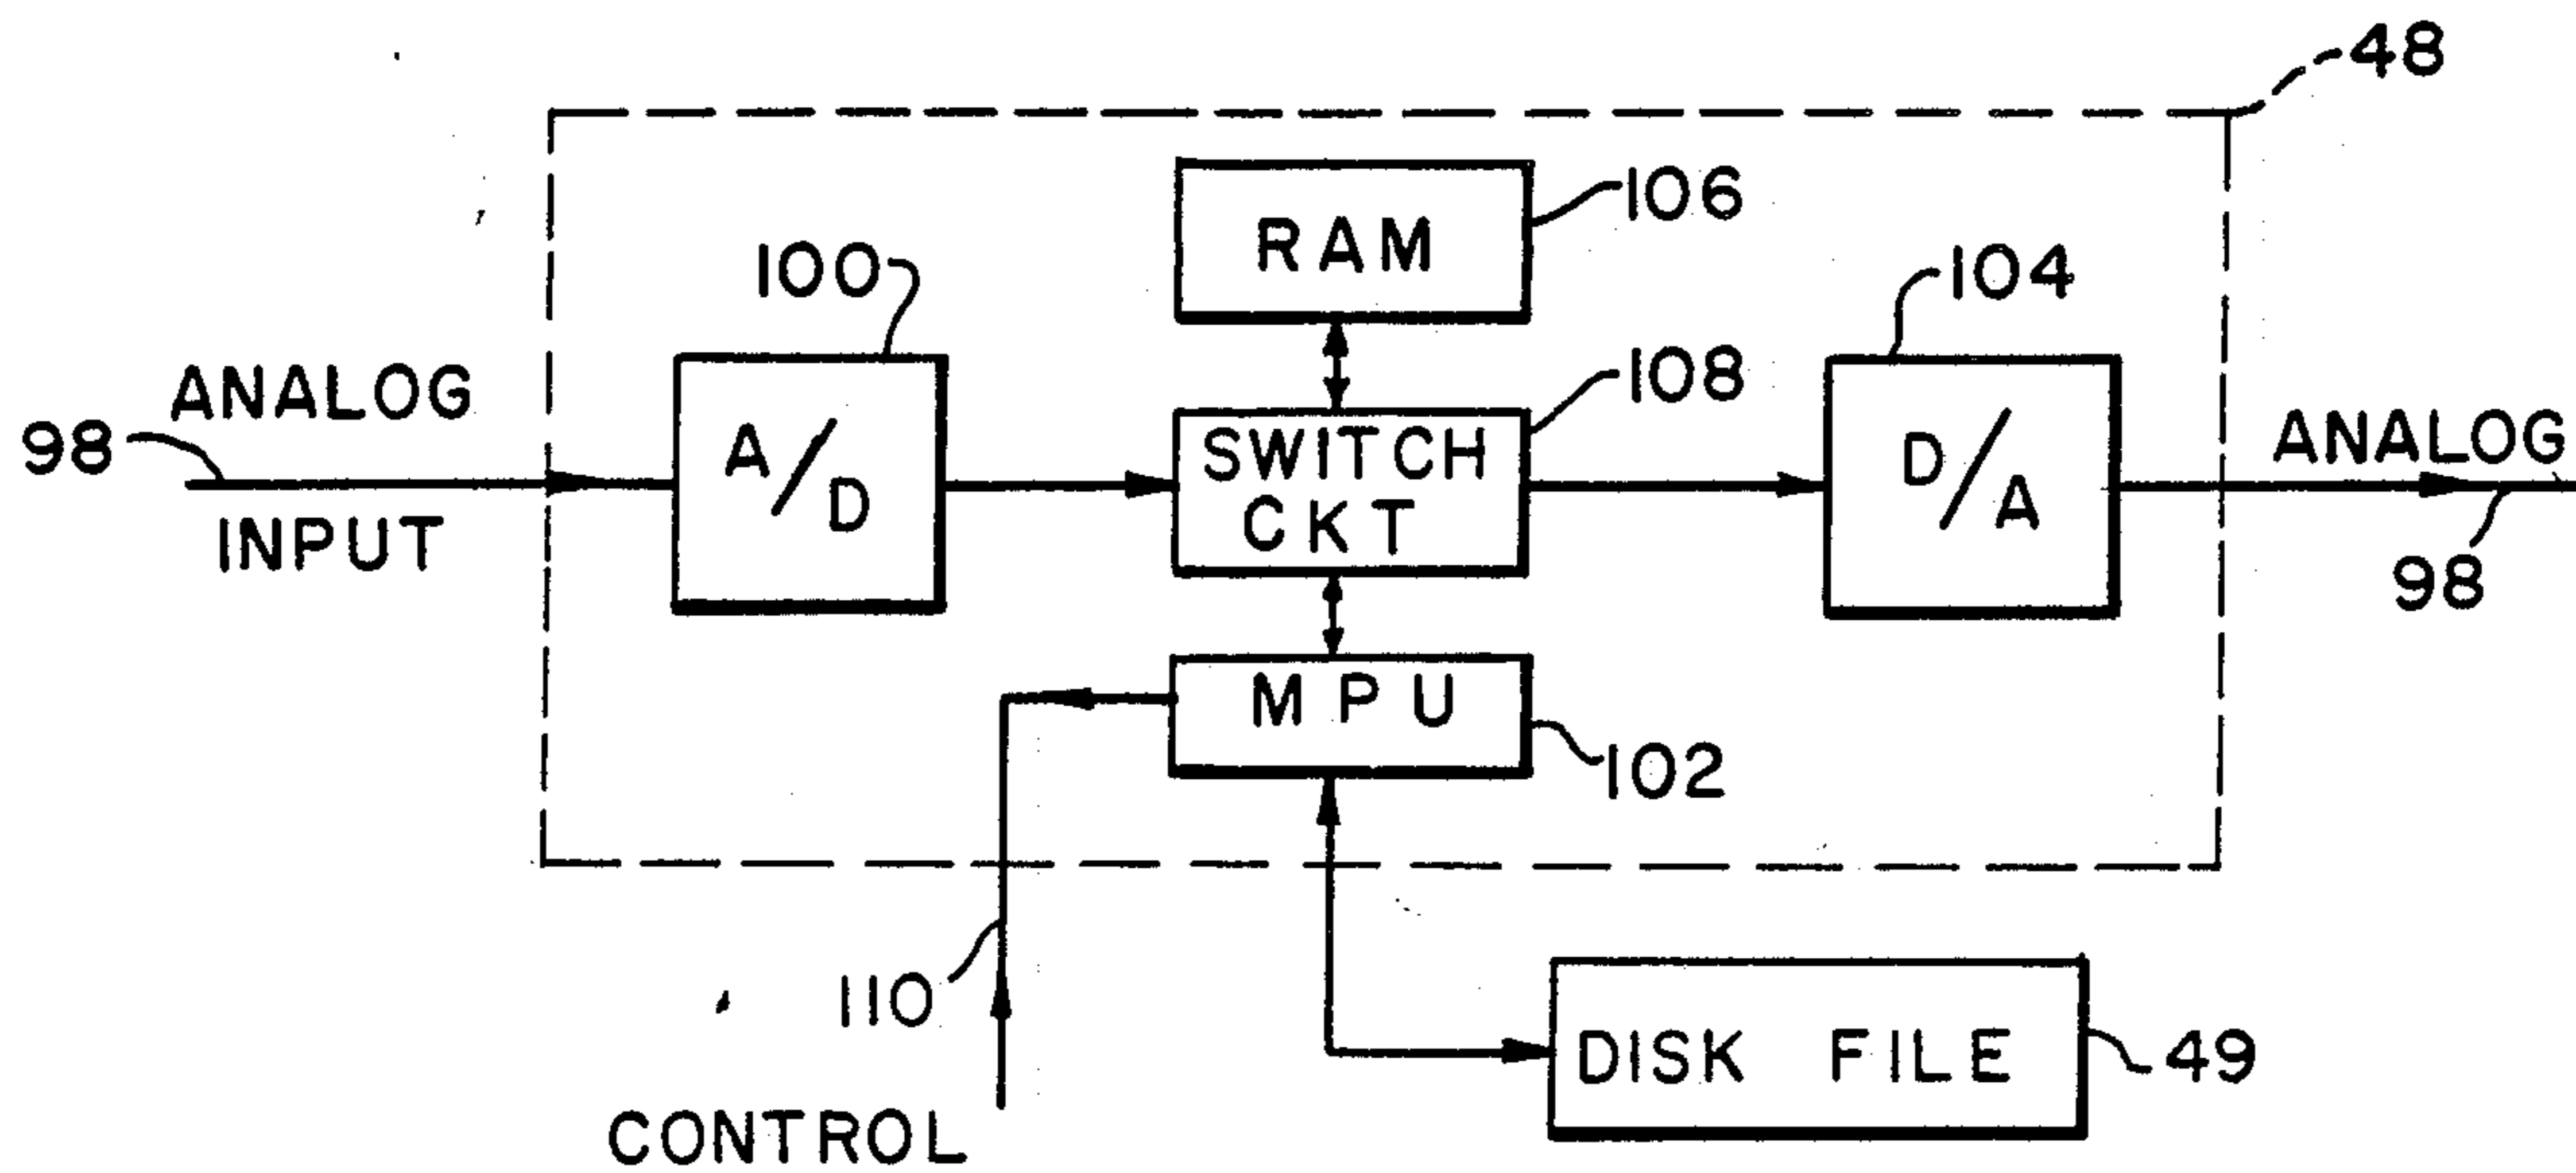 48
RAM
106
100
104
ANALOG
INPUT
98
A/D
SWITCH
CKT
108
D/A
ANALOG
98
MPU
102
110
CONTROL
DISK FILE
49